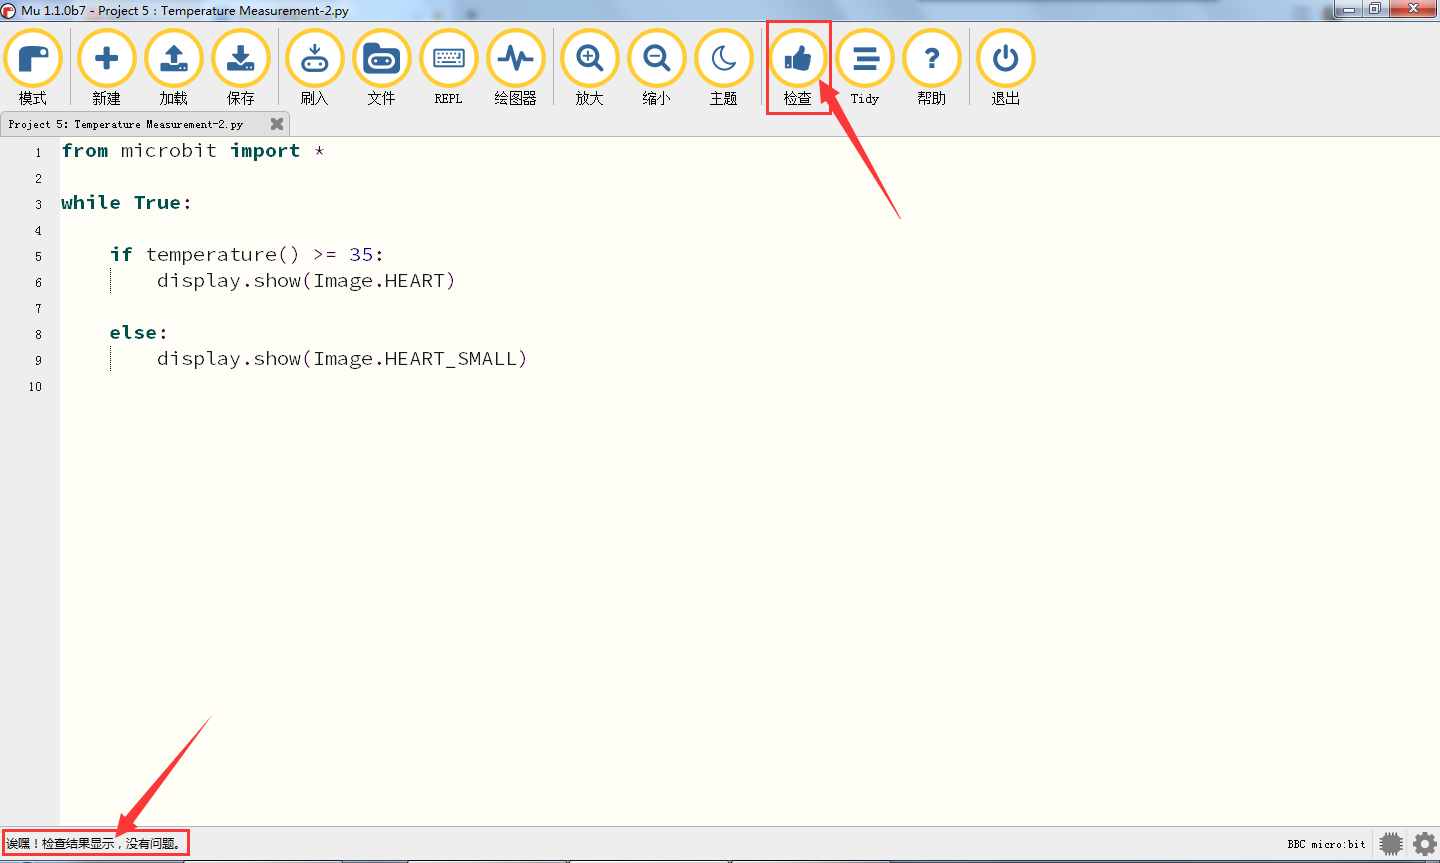 Mu 1.1.0b7 - Project 5：Temperature Measurement-2.py
模式 新建 加载 保存 刷入 文件 REPL 绘图器 放大 缩小 主题 检查 Tidy 帮助 退出
Project 5：Temperature Measurement-2.py
1 from microbit import *
2
3 while True:
4
5 if temperature() >= 35:
6 display.show(Image.HEART)
7
8 else:
9 display.show(Image.HEART_SMALL)
10
诶嘿！检查结果显示，没有问题。
BBC micro:bit